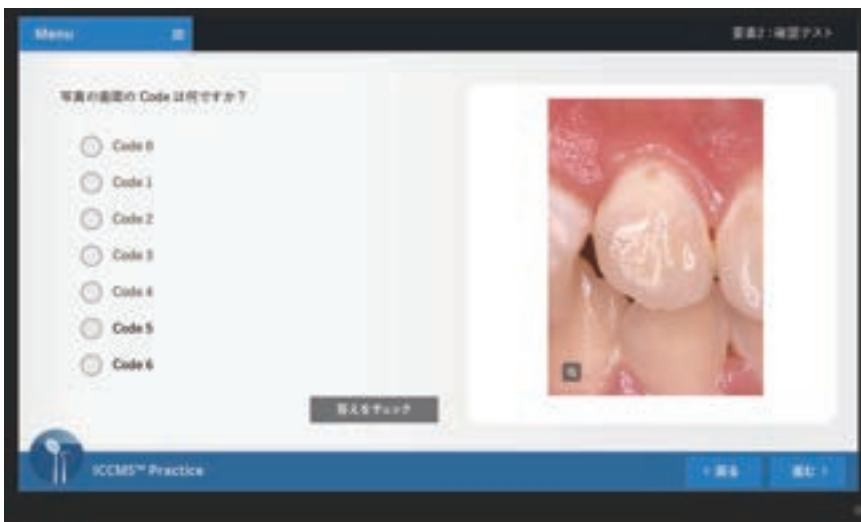 Menu
要素2：確認テスト
写真の歯面の Code は何ですか？
Code 0
Code 1
Code 2
Code 3
Code 4
Code 5
Code 6
答えをチェック
ICCMS™ Practice
戻る
進む